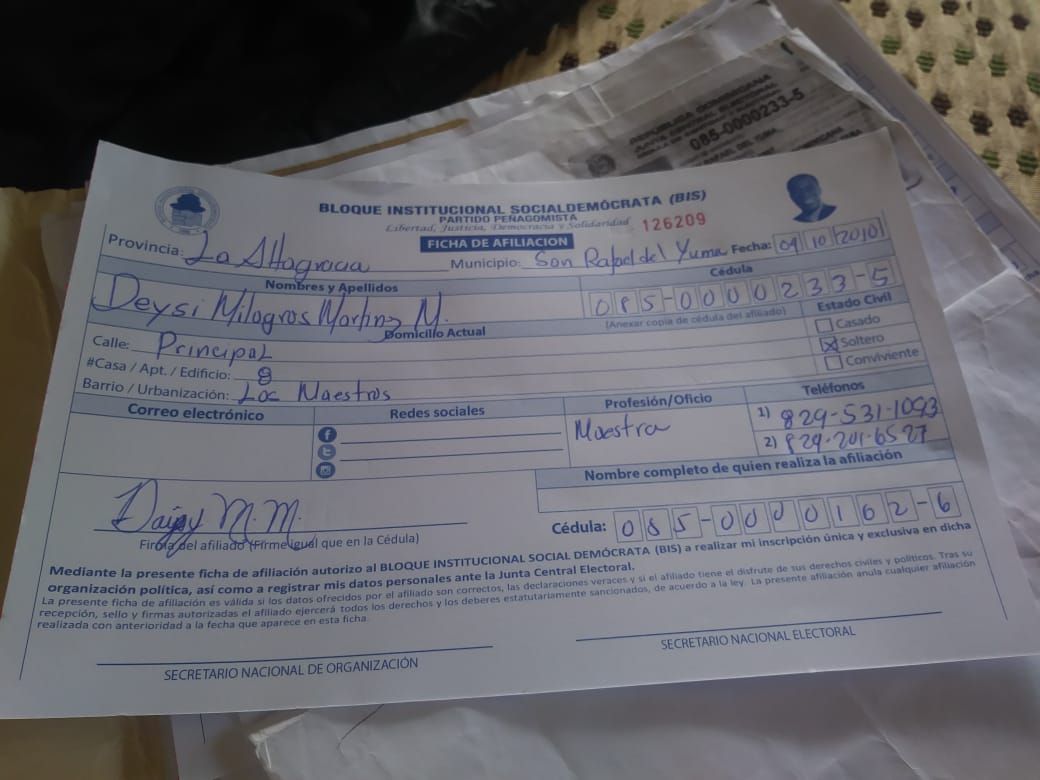 REPÚBLICA DOMINICANA
JUNTA CENTRAL ELECTORAL
085-0000233-5
BLOQUE INSTITUCIONAL SOCIALDEMÓCRATA (BIS)
PARTIDO PEÑAGOMISTA
Libertad, Justicia, Democracia y Solidaridad 126209
FICHA DE AFILIACION
Provincia: La Altagracia Municipio: San Rafael del Yuma Fecha: 09 10 2010
Nombres y Apellidos Cédula
Deysi Milagros Martinz M. 085-0000233-5
(Anexar copia de cédula del afiliado) Estado Civil
Domicilio Actual
Casado
Calle: Principal Soltero
#Casa / Apt. / Edificio: 8 Conviviente
Barrio / Urbanización: Los Maestros
Correo electrónico Redes sociales Profesión/Oficio Teléfonos
Maestra 1) 829-531-1093
2) 829-201-6527
Nombre completo de quien realiza la afiliación
M.M.
Firma del afiliado (Firme igual que en la Cédula) Cédula: 085-0000162-6
Mediante la presente ficha de afiliación autorizo al BLOQUE INSTITUCIONAL SOCIAL DEMÓCRATA (BIS) a realizar mi inscripción única y exclusiva en dicha
organización política, así como a registrar mis datos personales ante la Junta Central Electoral.
La presente ficha de afiliación es válida si los datos ofrecidos por el afiliado son correctos, las declaraciones veraces y si el afiliado tiene el disfrute de sus derechos civiles y políticos. Tras su
recepción, sello y firmas autorizadas el afiliado ejercerá todos los derechos y los deberes estatutariamente sancionados, de acuerdo a la ley. La presente afiliación anula cualquier afiliación
realizada con anterioridad a la fecha que aparece en esta ficha.
SECRETARIO NACIONAL DE ORGANIZACIÓN SECRETARIO NACIONAL ELECTORAL